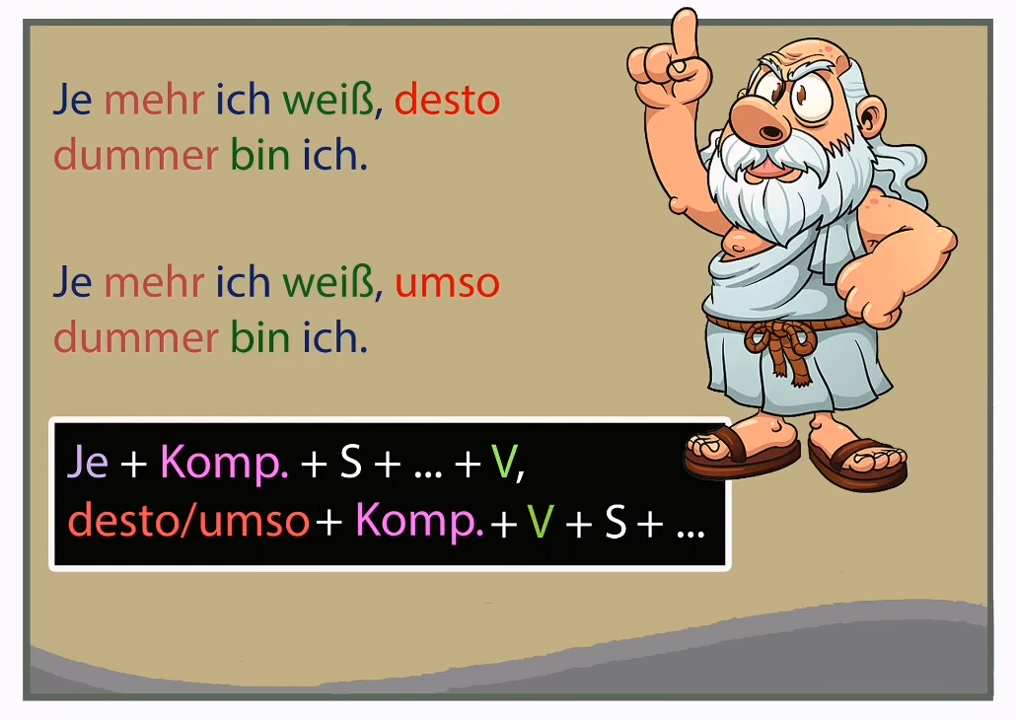 Je mehr ich weiß, desto
dummer bin ich.
Je mehr ich weiß, umso
dummer bin ich.
Je + Komp. + S + ... + V,
desto/umso + Komp. + V + S + ...